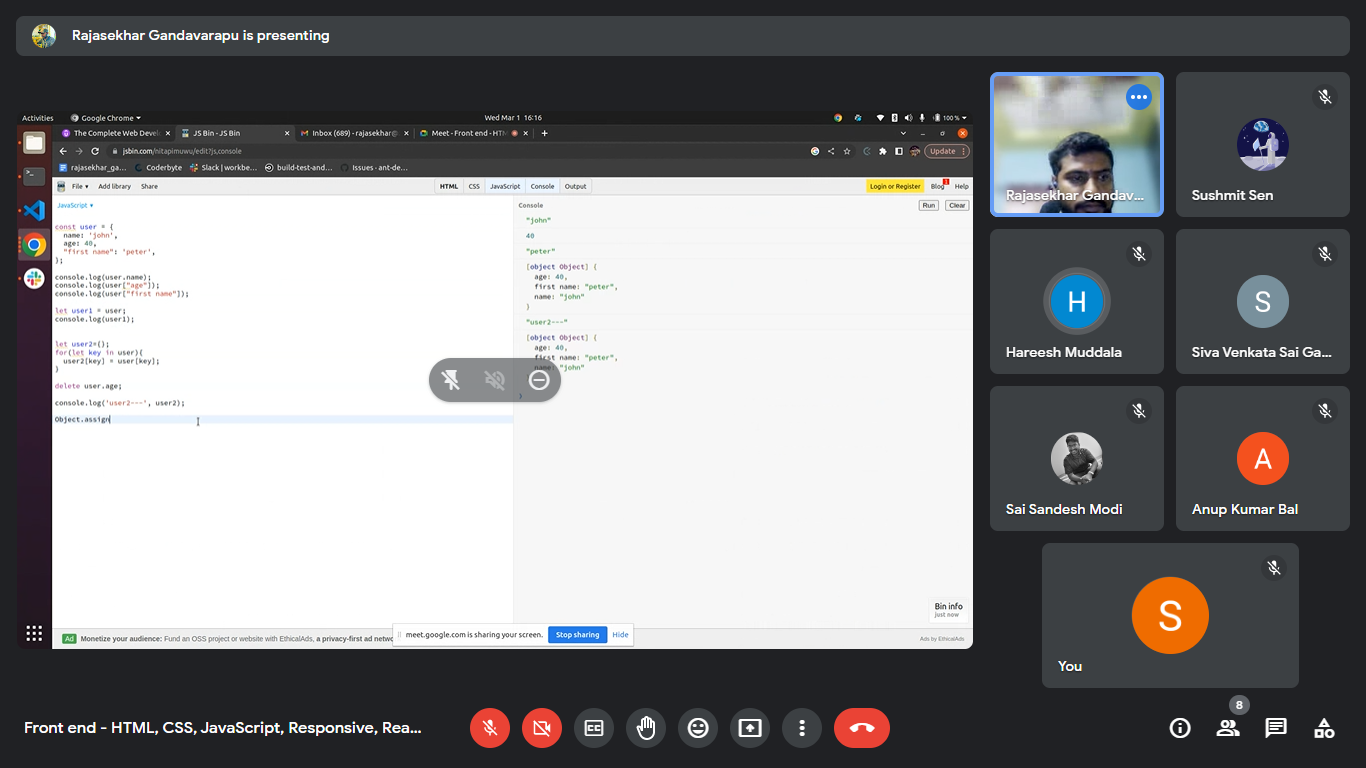 Rajasekhar Gandavarapu is presenting
Activities
Google Chrome
Wed Mar 1 16:16
100 %
The Complete Web Devel
JS Bin - JS Bin
Inbox (689) - rajasekhar@
Meet - Front end - HTM
jsbin.com/nitapimuwu/edit?js,console
Update
rajasekhar_ga...
Coderbyte
Slack | workbe...
build-test-and...
Issues · ant-de...
File
Add library
Share
HTML
CSS
JavaScript
Console
Output
Login or Register
Blog
1
Help
JavaScript
const user = {
name: 'john',
age: 40,
"first name": 'peter',
};
console.log(user.name);
console.log(user["age"]);
console.log(user["first name"]);
let user1 = user;
console.log(user1);
let user2={};
for(let key in user){
user2[key] = user[key];
}
delete user.age;
console.log('user2---', user2);
Object.assign
Console
Run
Clear
"john"
40
"peter"
[object Object] {
age: 40,
first name: "peter",
name: "john"
}
"user2---"
[object Object] {
age: 40,
first name: "peter",
name: "john"
}
Bin info
just now
Ad
Monetize your audience: Fund an OSS project or website with EthicalAds, a privacy-first ad netwo
Ads by EthicalAds
meet.google.com is sharing your screen.
Stop sharing
Hide
Rajasekhar Gandav...
Sushmit Sen
H
Hareesh Muddala
S
Siva Venkata Sai Ga...
Sai Sandesh Modi
A
Anup Kumar Bal
S
You
Front end - HTML, CSS, JavaScript, Responsive, Rea...
CC
8